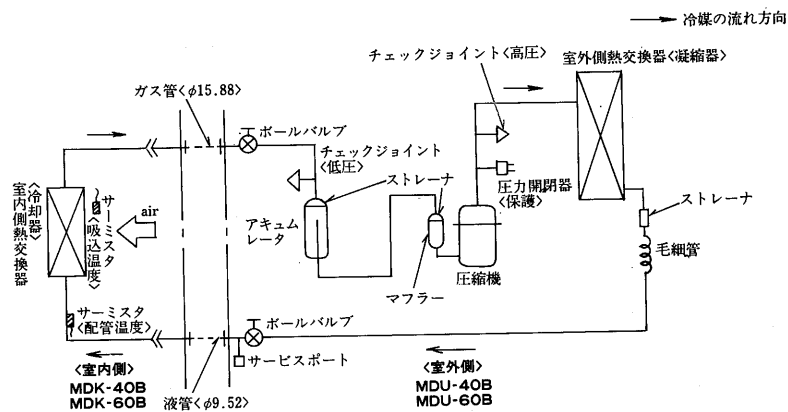 冷媒の流れ方向
チェックジョイント<高圧>
室外側熱交換器<凝縮器>
ガス管<φ15.88>
ボールバルブ
チェックジョイント
<低圧>
ストレーナ
圧力開閉器
<保護>
ストレーナ
室内側熱交換器
<冷却器>
サーミスタ
<吸込温度>
air
アキュム
レータ
毛細管
圧縮機
マフラー
サーミスタ
<配管温度>
ボールバルブ
サービスポート
<室内側>
MDK-40B
MDK-60B
液管<φ9.52>
<室外側>
MDU-40B
MDU-60B